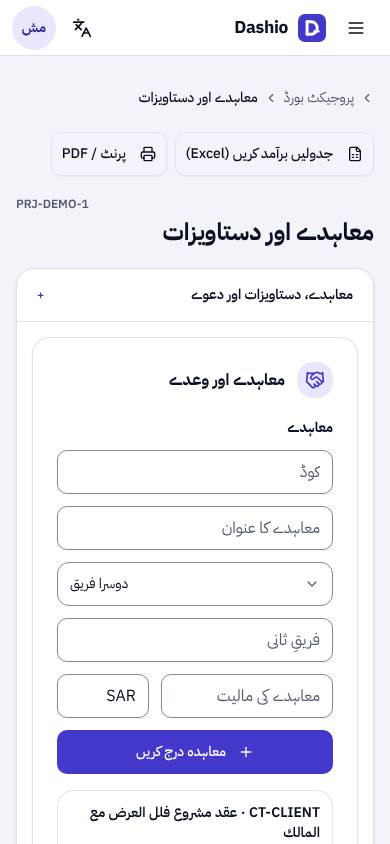 Dashio
مش
پروجیکٹ بورڈ
معاہدے اور دستاویزات
جدولیں برآمد کریں (Excel)
پرنٹ / PDF
PRJ-DEMO-1
معاہدے اور دستاویزات
معاہدے، دستاویزات اور دعوے
+
معاہدے اور وعدے
معاہدے
کوڈ
معاہدے کا عنوان
دوسرا فریق
فریقِ ثانی
معاہدے کی مالیت
SAR
معاہدہ درج کریں
CT-CLIENT · عقد مشروع فلل العرض مع
المالك